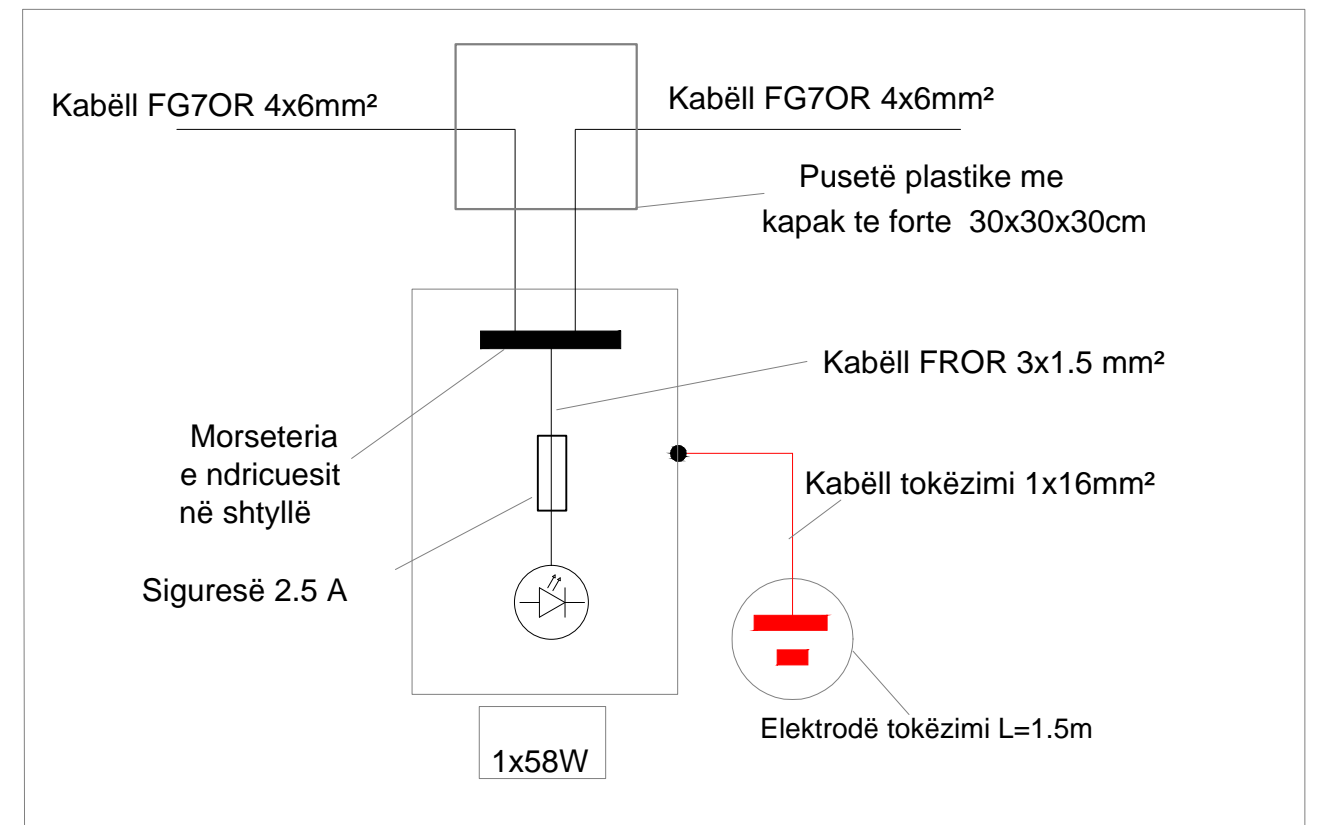 Kabëll FG7OR 4x6mm²
Kabëll FG7OR 4x6mm²
Pusetë plastike me
kapak te forte 30x30x30cm
Kabëll FROR 3x1.5 mm²
Morseteria
e ndricuesit
në shtyllë
Kabëll tokëzimi 1x16mm²
Siguresë 2.5 A
Elektrodë tokëzimi L=1.5m
1x58W